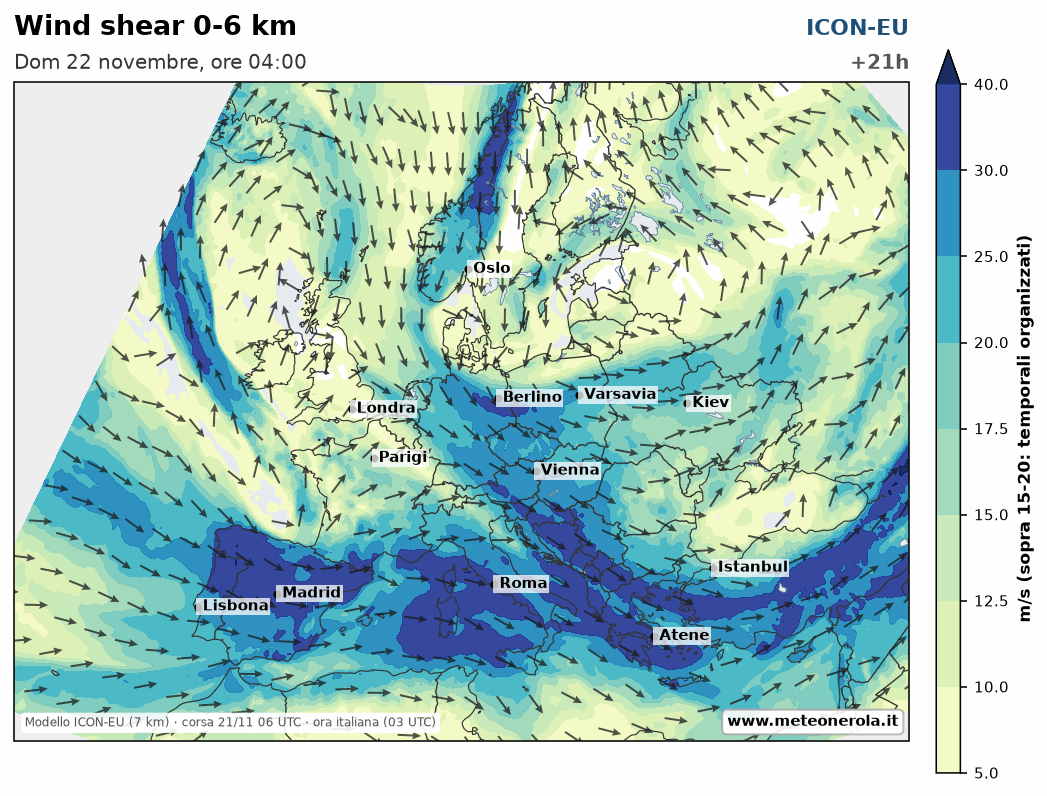 Wind shear 0-6 km
ICON-EU
Dom 22 novembre, ore 04:00
+21h
40.0
30.0
25.0
20.0
17.5
15.0
12.5
10.0
5.0
m/s (sopra 15-20: temporali organizzati)
Oslo
Berlino
Varsavia
Kiev
Londra
Parigi
Vienna
Istanbul
Roma
Madrid
Lisbona
Atene
Modello ICON-EU (7 km) · corsa 21/11 06 UTC · ora italiana (03 UTC)
www.meteonerola.it